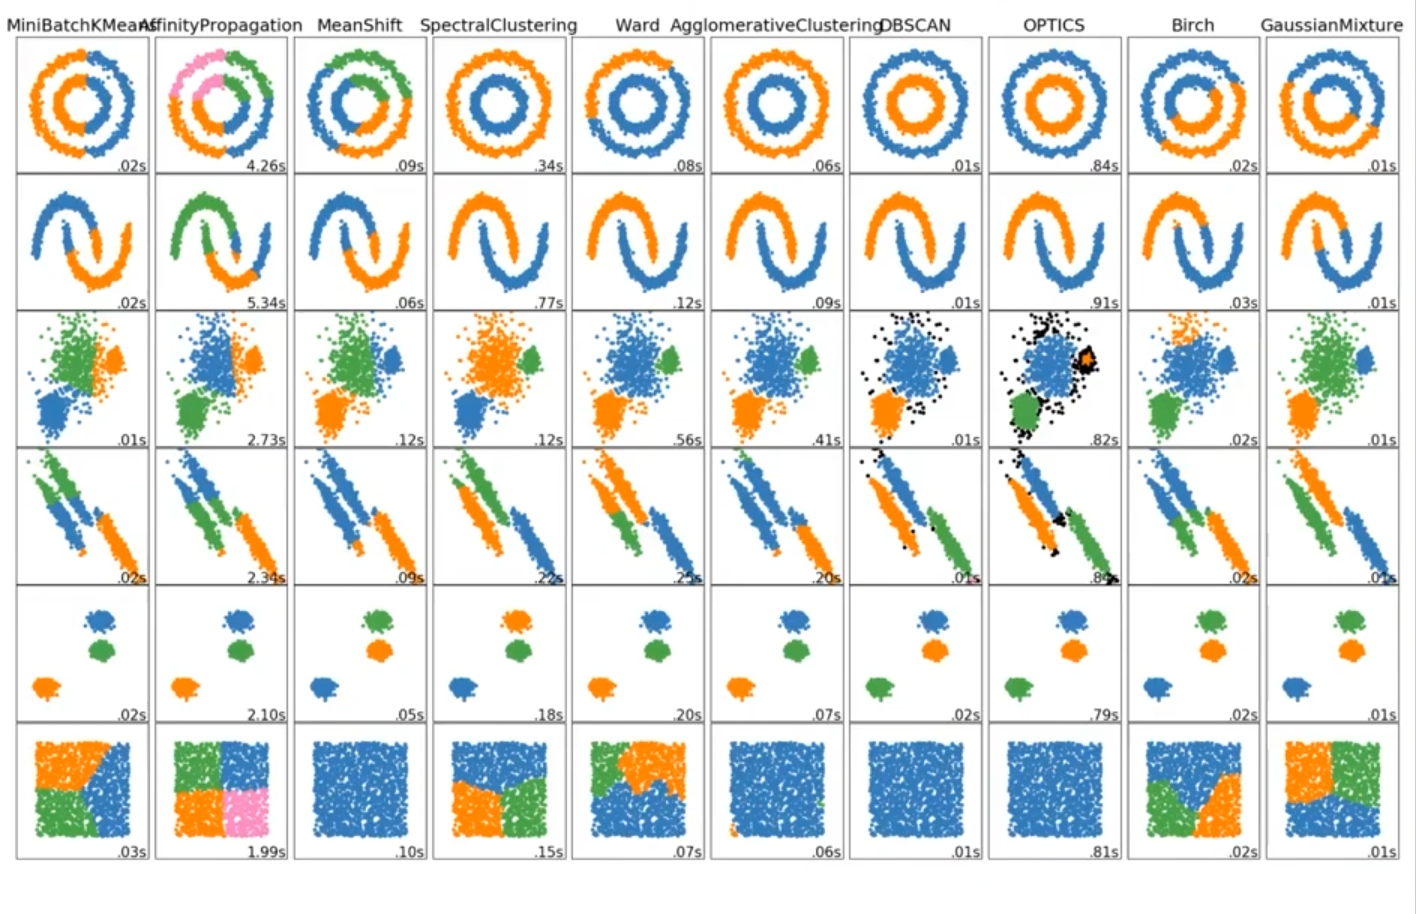 MiniBatchKMeans AffinityPropagation MeanShift SpectralClustering Ward AgglomerativeClustering DBSCAN OPTICS Birch GaussianMixture
.02s 4.26s .09s .34s .08s .06s .01s .84s .02s .01s
.02s 5.34s .06s .77s .12s .09s .01s .91s .03s .01s
.01s 2.73s .12s .12s .56s .41s .01s .82s .02s .01s
.02s 2.34s .09s .22s .25s .20s .01s .02s .01s
.02s 2.10s .05s .18s .20s .07s .02s .79s .02s .01s
.03s 1.99s .10s .15s .07s .06s .01s .81s .02s .01s